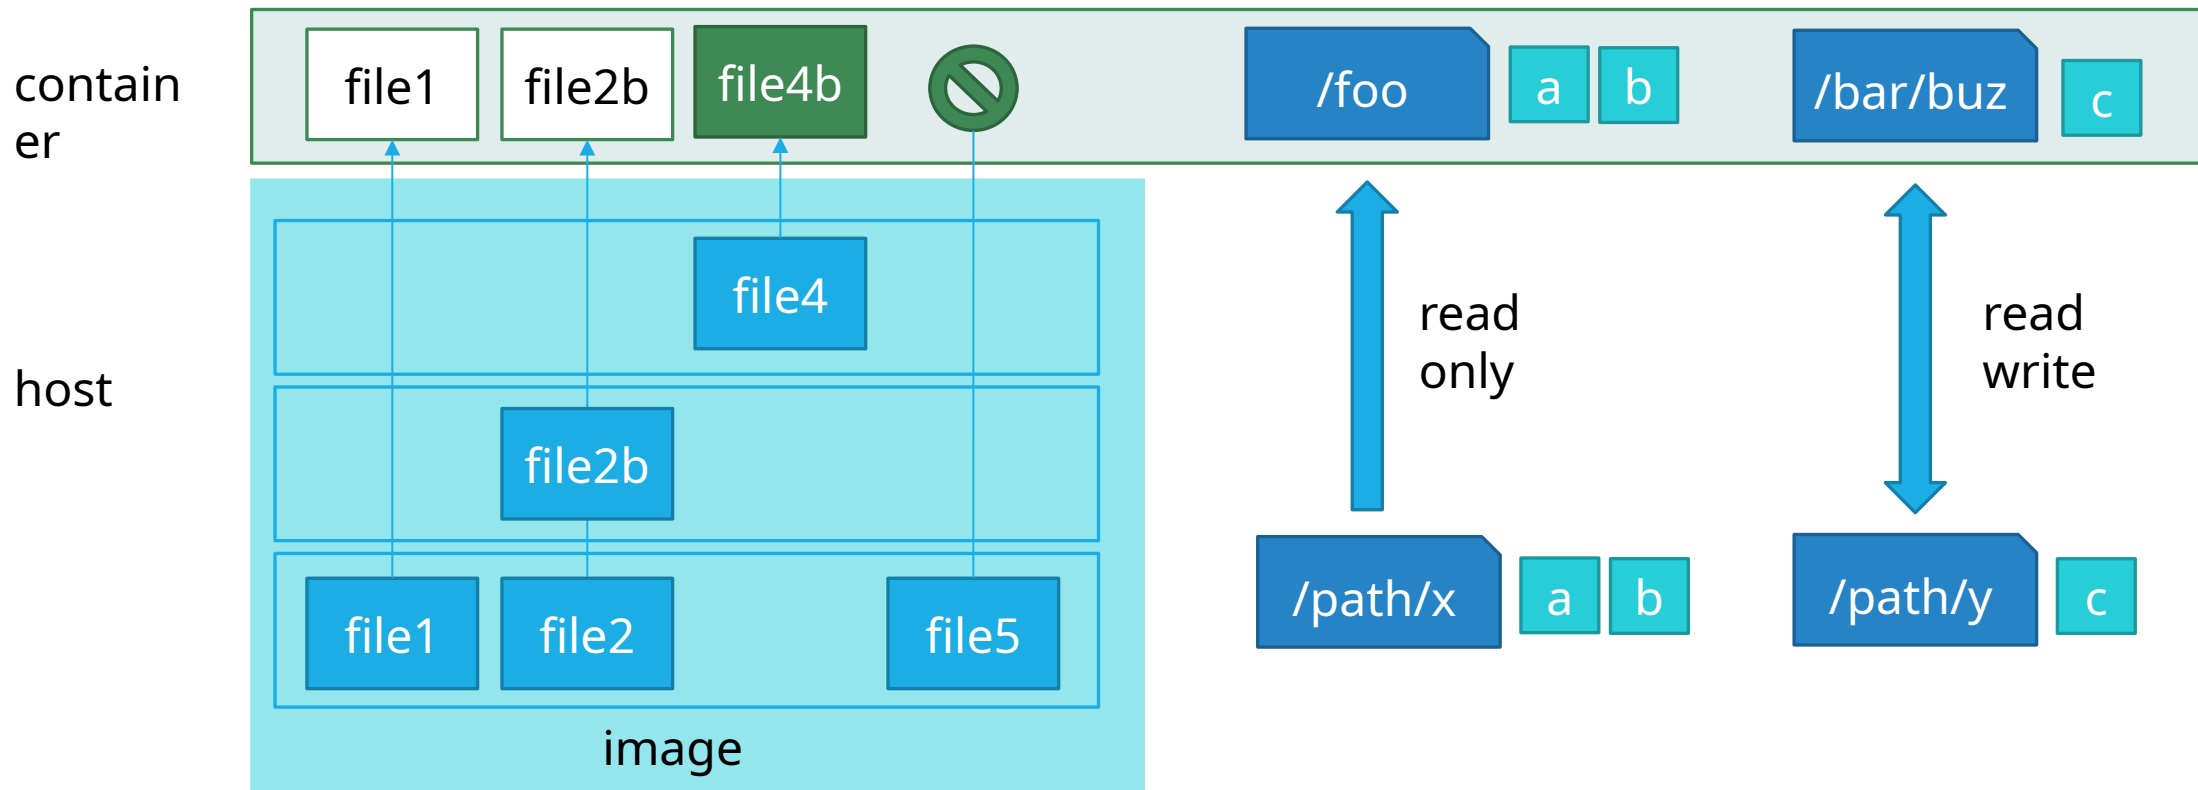 contain
er
file1
file2b
file4b
/foo
a
b
/bar/buz
c
host
file4
file2b
file1
file2
file5
image
read
only
read
write
/path/x
a
b
/path/y
c